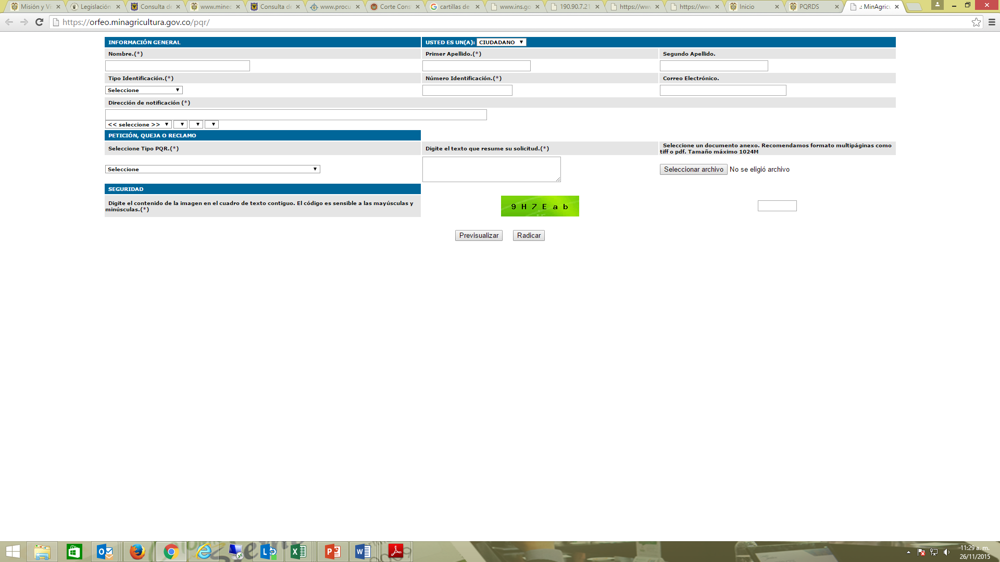 Misión y Vi
Legislación
Consulta de
www.minec
Consulta de
www.procu
Corte Cons
cartillas de
www.ins.go
190.90.7.21
https://ww
https://ww
Inicio
PQRDS
.: MinAgricu
https://orfeo.minagricultura.gov.co/pqr/
INFORMACIÓN GENERAL
USTED ES UN(A): CIUDADANO
Nombre.(*)
Primer Apellido.(*)
Segundo Apellido.
Tipo Identificación.(*)
Número Identificación.(*)
Correo Electrónico.
Seleccione
Dirección de notificación (*)
<< seleccione >>
PETICIÓN, QUEJA O RECLAMO
Seleccione Tipo PQR.(*)
Digite el texto que resume su solicitud.(*)
Seleccione un documento anexo. Recomendamos formato multipáginas como
tiff o pdf. Tamaño máximo 1024M
Seleccione
Seleccionar archivo No se eligió archivo
SEGURIDAD
Digite el contenido de la imagen en el cuadro de texto contiguo. El código es sensible a las mayúsculas y
minúsculas.(*)
9 H 7 E a b
Previsualizar
Radicar
11:29 a. m.
26/11/2015